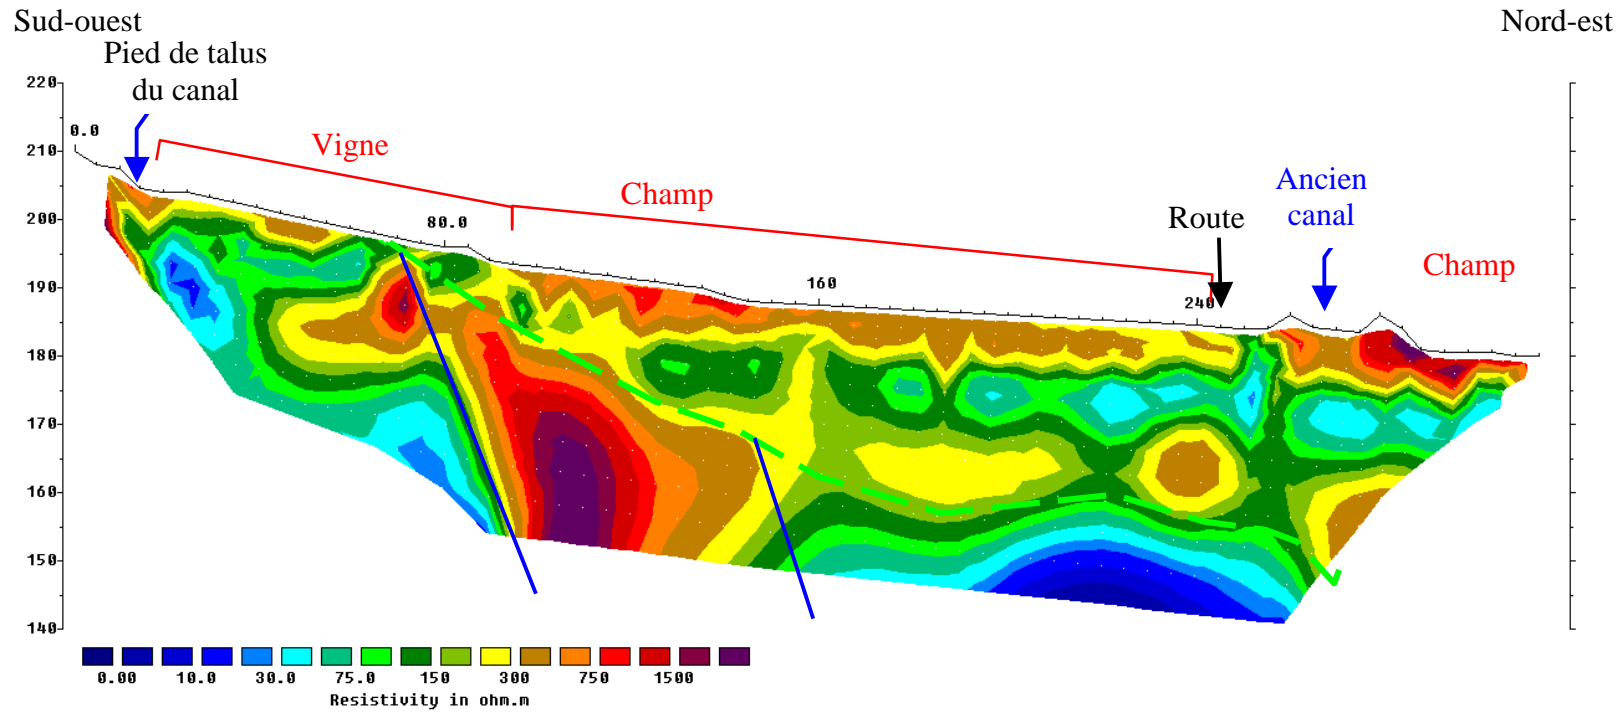 Sud-ouest
Nord-est
Pied de talus
du canal
220
210
200
190
180
170
160
150
140
0.0
80.0
160
240
Vigne
Champ
Route
Ancien
canal
Champ
0.00 10.0 30.0 75.0 150 300 750 1500
Resistivity in ohm.m